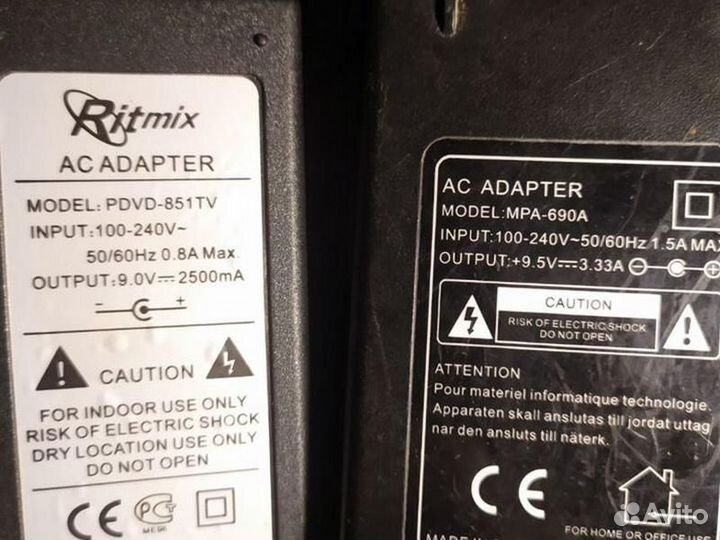 Ritmix
AC ADAPTER
MODEL: PDVD-851TV
INPUT:100-240V~
50/60Hz 0.8A Max.
OUTPUT:9.0V⎓2500mA
- +
CAUTION
FOR INDOOR USE ONLY
RISK OF ELECTRIC SHOCK
DRY LOCATION USE ONLY
DO NOT OPEN
CE
AC ADAPTER
MODEL:MPA-690A
INPUT:100-240V~50/60Hz 1.5A MAX
OUTPUT:+9.5V⎓3.33A
CAUTION
RISK OF ELECTRIC SHOCK
DO NOT OPEN
ATTENTION
Pour materiel informatique technologie.
Apparaten skall anslutas till jordat uttag
nar den ansluts till näterk.
CE
FOR HOME OR OFFICE USE
MADE IN
Avito